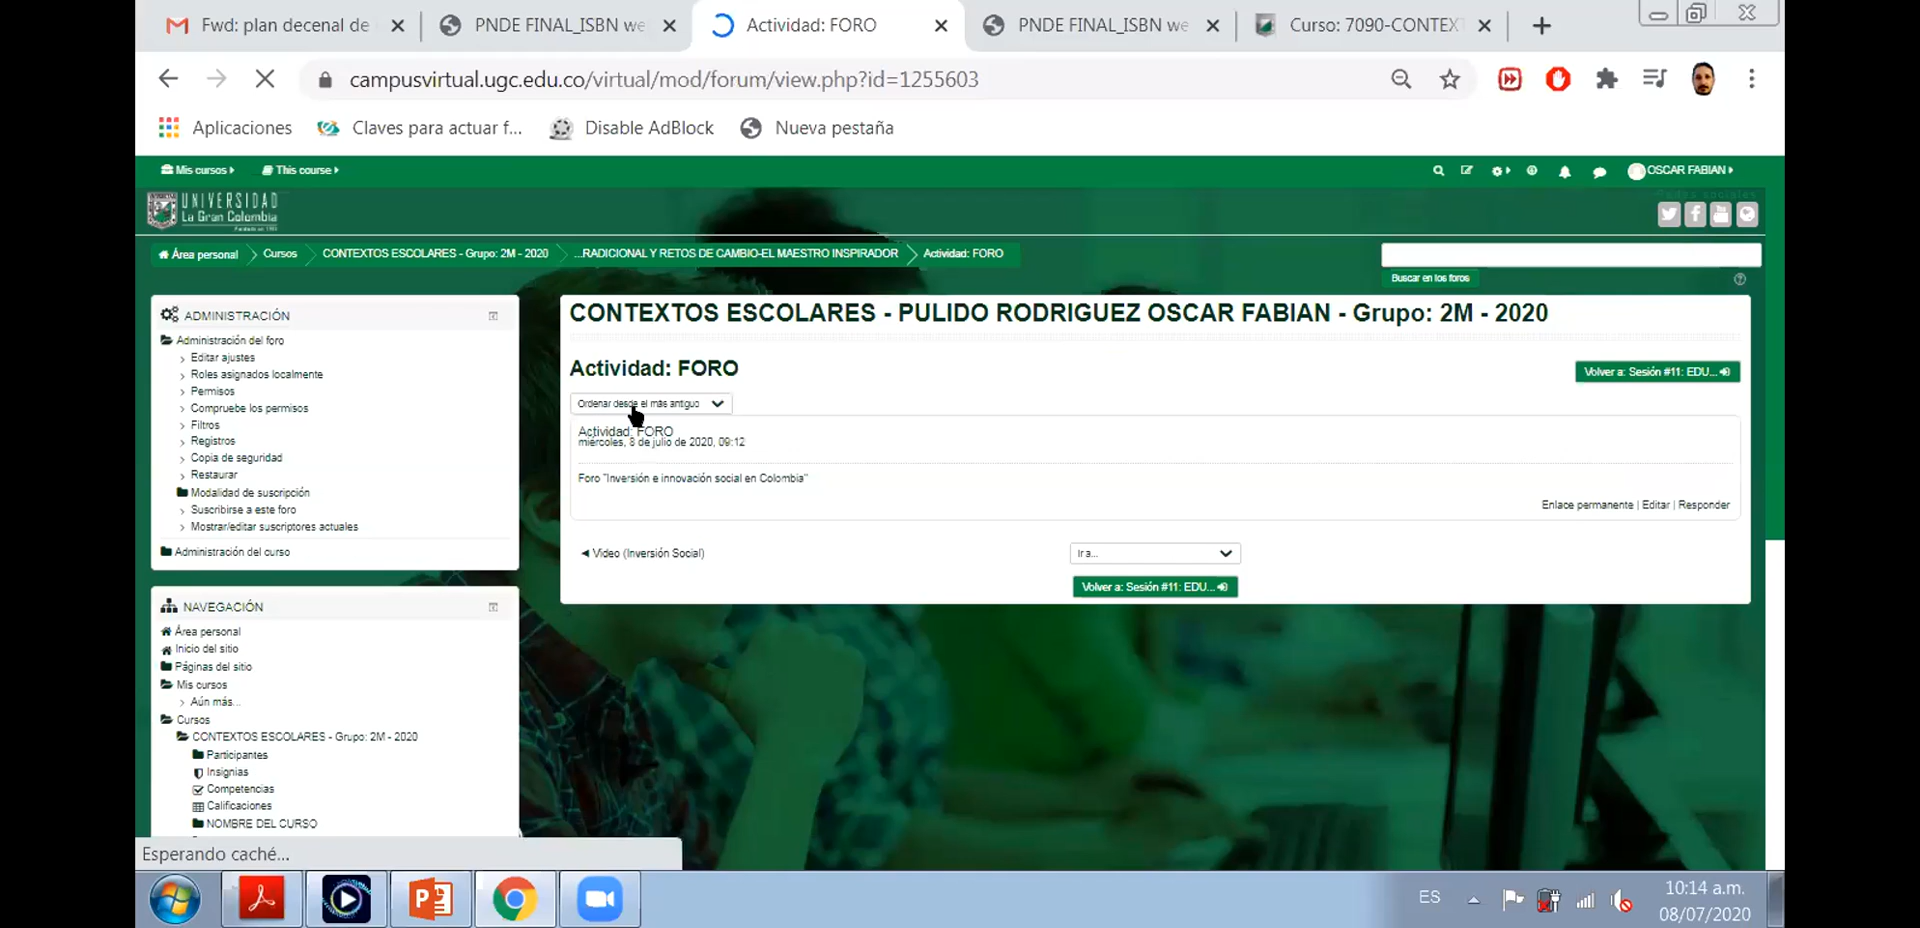 Fwd: plan decenal de
PNDE FINAL_ISBN we
Actividad: FORO
PNDE FINAL_ISBN we
Curso: 7090-CONTEXT
campusvirtual.ugc.edu.co/virtual/mod/forum/view.php?id=1255603
Aplicaciones
Claves para actuar f...
Disable AdBlock
Nueva pestaña
Mis cursos
This course
OSCAR FABIAN
UNIVERSIDAD
La Gran Colombia
Redes sociales
Área personal
Cursos
CONTEXTOS ESCOLARES - Grupo: 2M - 2020
...RADICIONAL Y RETOS DE CAMBIO-EL MAESTRO INSPIRADOR
Actividad: FORO
Buscar en los foros
ADMINISTRACIÓN
Administración del foro
Editar ajustes
Roles asignados localmente
Permisos
Compruebe los permisos
Filtros
Registros
Copia de seguridad
Restaurar
Modalidad de suscripción
Suscribirse a este foro
Mostrar/editar suscriptores actuales
Administración del curso
NAVEGACIÓN
Área personal
Inicio del sitio
Páginas del sitio
Mis cursos
Aún más...
Cursos
CONTEXTOS ESCOLARES - Grupo: 2M - 2020
Participantes
Insignias
Competencias
Calificaciones
NOMBRE DEL CURSO
CONTEXTOS ESCOLARES - PULIDO RODRIGUEZ OSCAR FABIAN - Grupo: 2M - 2020
Actividad: FORO
Volver a: Sesión #11: EDU...
Ordenar desde el más antiguo
Actividad: FORO
miércoles, 8 de julio de 2020, 09:12
Foro "Inversión e innovación social en Colombia"
Enlace permanente | Editar | Responder
◄ Video (Inversión Social)
Ir a...
Volver a: Sesión #11: EDU...
Esperando caché...
ES
10:14 a.m.
08/07/2020